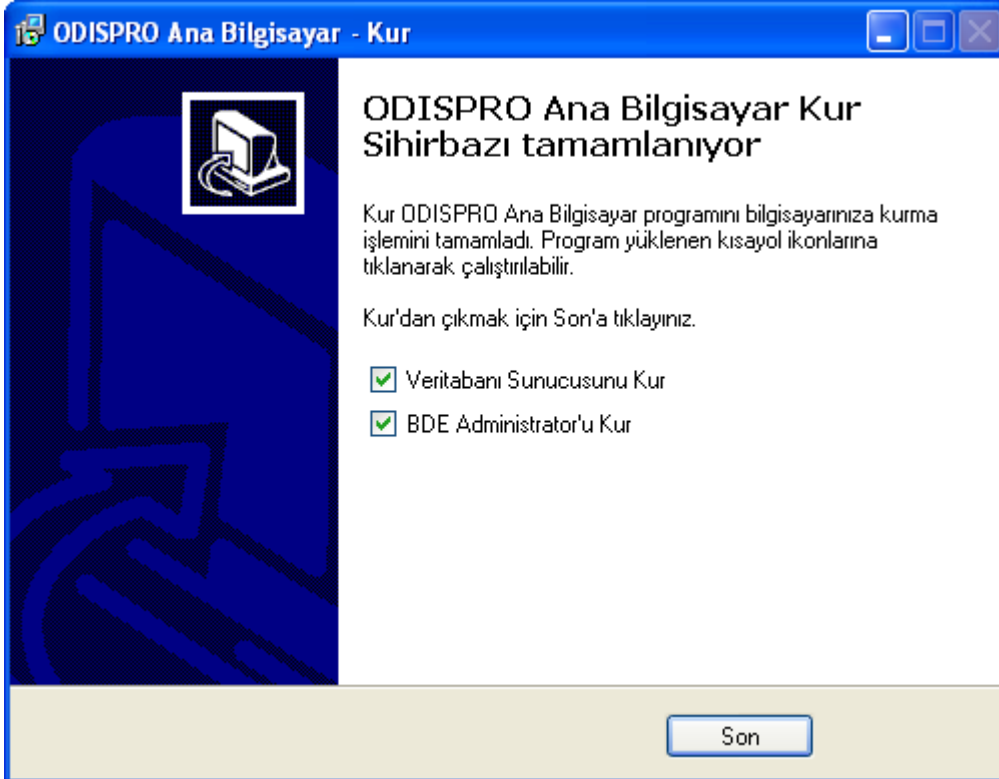 ODISPRO Ana Bilgisayar - Kur
ODISPRO Ana Bilgisayar Kur
Sihirbazı tamamlanıyor
Kur ODISPRO Ana Bilgisayar programını bilgisayarınıza kurma
işlemini tamamladı. Program yüklenen kısayol ikonlarına
tıklanarak çalıştırılabilir.
Kur'dan çıkmak için Son'a tıklayınız.
Veritabanı Sunucusunu Kur
BDE Administrator'u Kur
Son